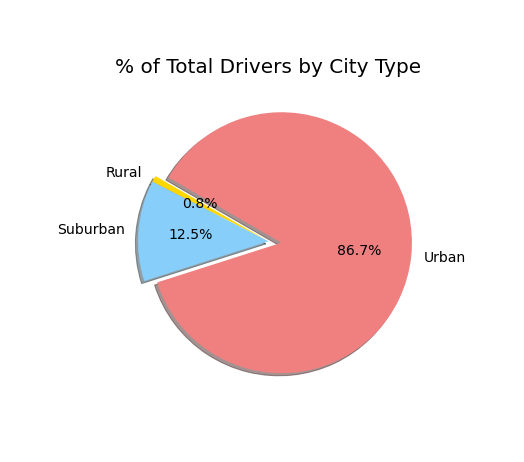 % of Total Drivers by City Type
Rural
0.8%
Suburban
12.5%
86.7%
Urban